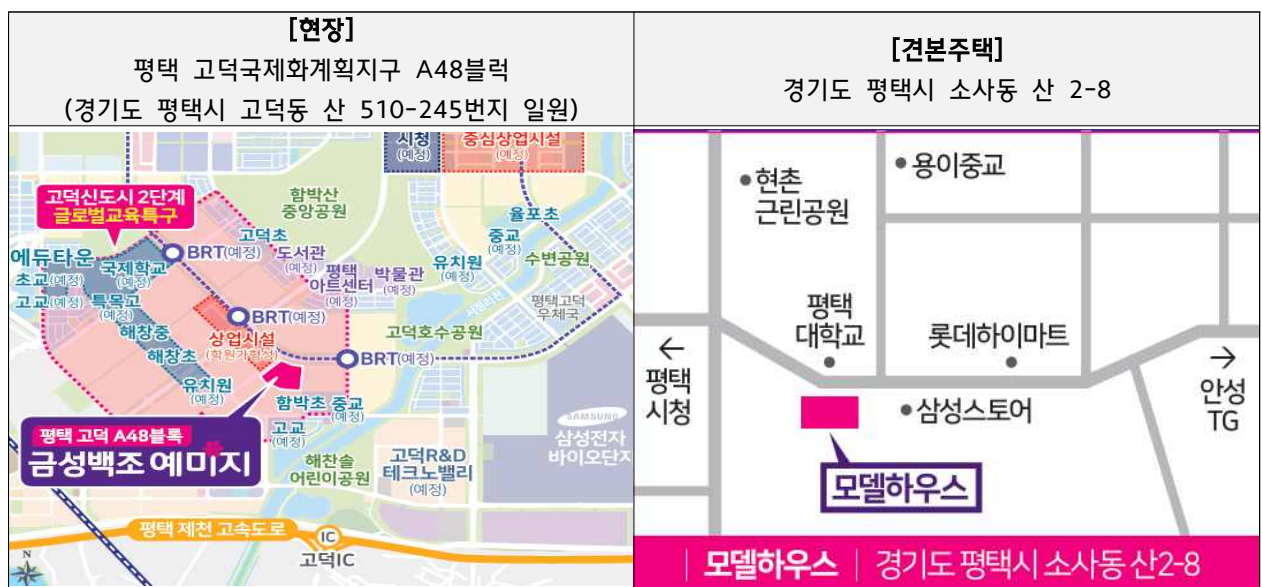 [현장]
평택 고덕국제화계획지구 A48블럭
(경기도 평택시 고덕동 산 510-245번지 일원)
[견본주택]
경기도 평택시 소사동 산 2-8
시청
(예정)
중심상업시설
(예정)
고덕신도시 2단계
글로벌교육특구
함박산
중앙공원
에듀타운
초교(예정)
고교(예정)
국제학교
(예정)
특목고
(예정)
해창중
해창초
유치원
(예정)
BRT(예정)
고덕초
도서관
(예정)
평택
아트센터
(예정)
박물관
(예정)
유치원
(예정)
중교
(예정)
율포초
수변공원
서정리천
평택고덕
우체국
BRT(예정)
상업시설
(학원가형성)
고덕호수공원
BRT(예정)
함박초
중교
(예정)
고교
(예정)
평택 고덕 A48블록
금성백조 예미지
해찬솔
어린이공원
고덕R&D
테크노밸리
(예정)
SAMSUNG
삼성전자
바이오단지
평택 제천 고속도로
IC
고덕IC
N
현촌
근린공원
용이중교
평택
대학교
롯데하이마트
←
평택
시청
→
안성
TG
삼성스토어
모델하우스
모델하우스 | 경기도 평택시 소사동 산2-8